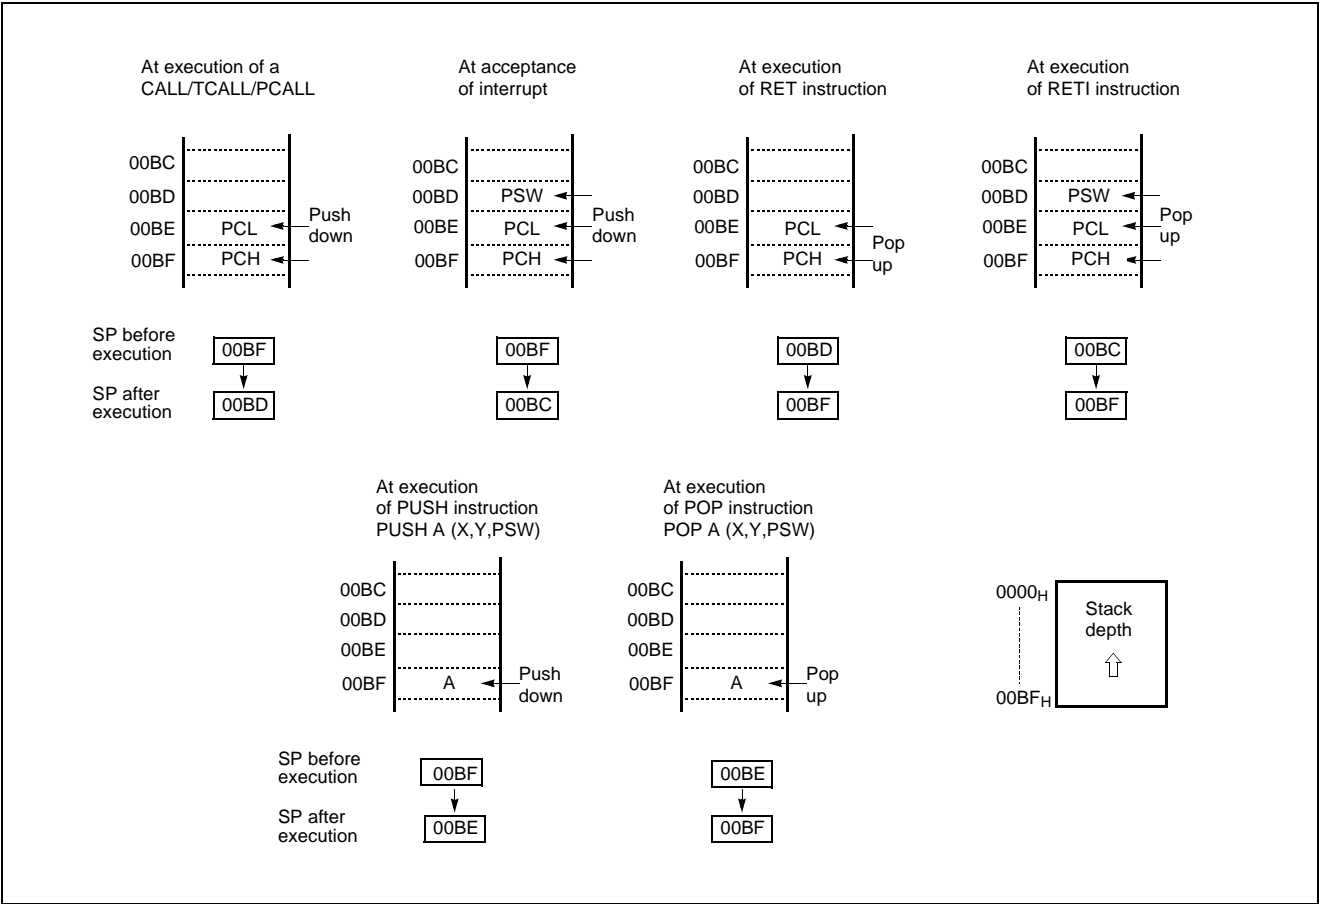 At execution of a
CALL/TCALL/PCALL
At acceptance
of interrupt
At execution
of RET instruction
At execution
of RETI instruction
00BC
00BD
00BE PCL
00BF PCH
Push
down
00BC
00BD PSW
00BE PCL
00BF PCH
Push
down
00BC
00BD
00BE PCL
00BF PCH
Pop
up
00BC
00BD PSW
00BE PCL
00BF PCH
Pop
up
SP before
execution
00BF
00BF
00BD
00BC
SP after
execution
00BD
00BC
00BF
00BF
At execution
of PUSH instruction
PUSH A (X,Y,PSW)
At execution
of POP instruction
POP A (X,Y,PSW)
00BC
00BD
00BE
00BF A
Push
down
00BC
00BD
00BE
00BF A
Pop
up
0000H
Stack
depth
00BFH
SP before
execution
00BF
00BE
SP after
execution
00BE
00BF